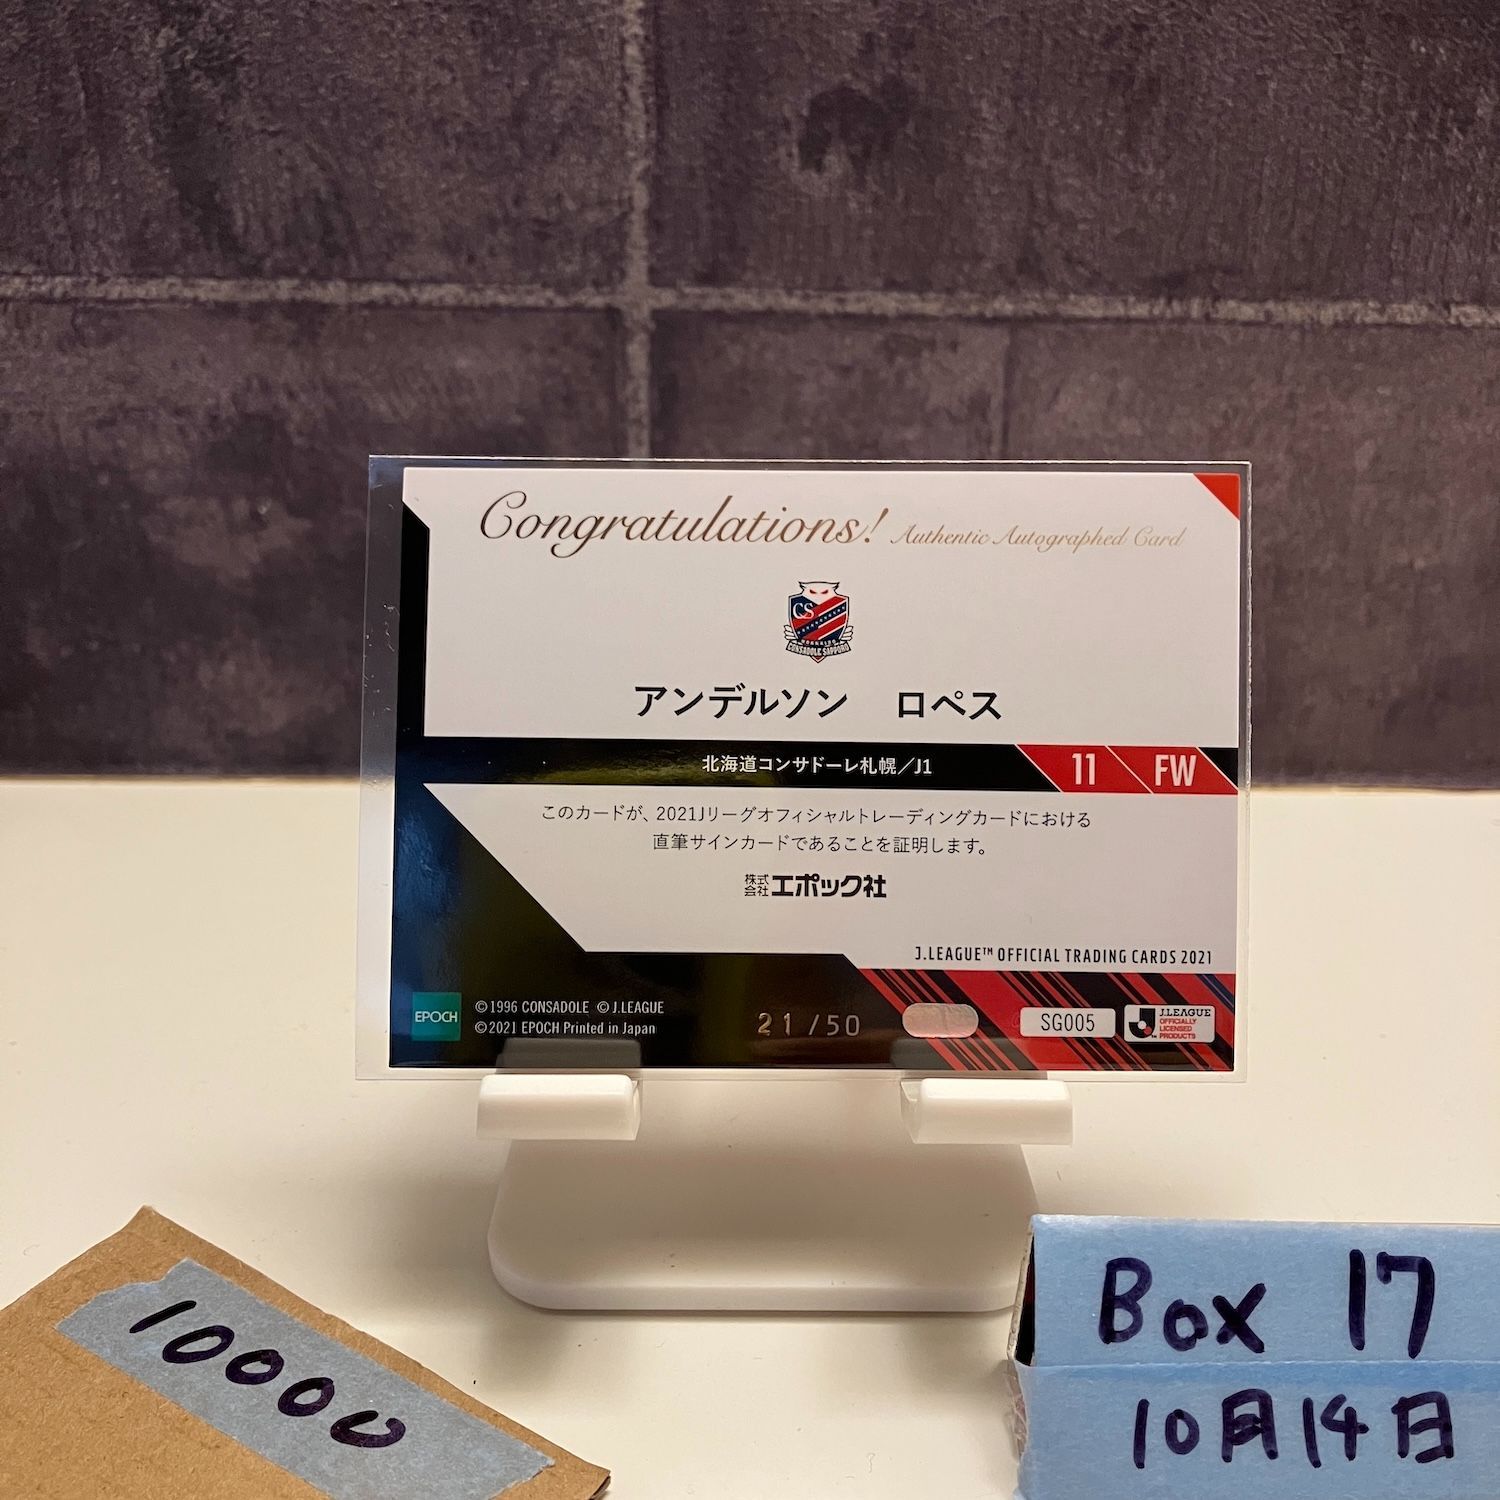 Congratulations! Authentic Autographed Card
CS
HOKKAIDO
CONSADOLE SAPPORO
アンデルソン　ロペス
北海道コンサドーレ札幌／J1
11 FW
このカードが、2021Jリーグオフィシャルトレーディングカードにおける
直筆サインカードであることを証明します。
株式会社エポック社
J.LEAGUE™ OFFICIAL TRADING CARDS 2021
EPOCH
©1996 CONSADOLE ©J.LEAGUE
©2021 EPOCH Printed in Japan
21/50
SG005
J.LEAGUE
OFFICIALLY
LICENSED
PRODUCTS
10000
Box 17
10月14日